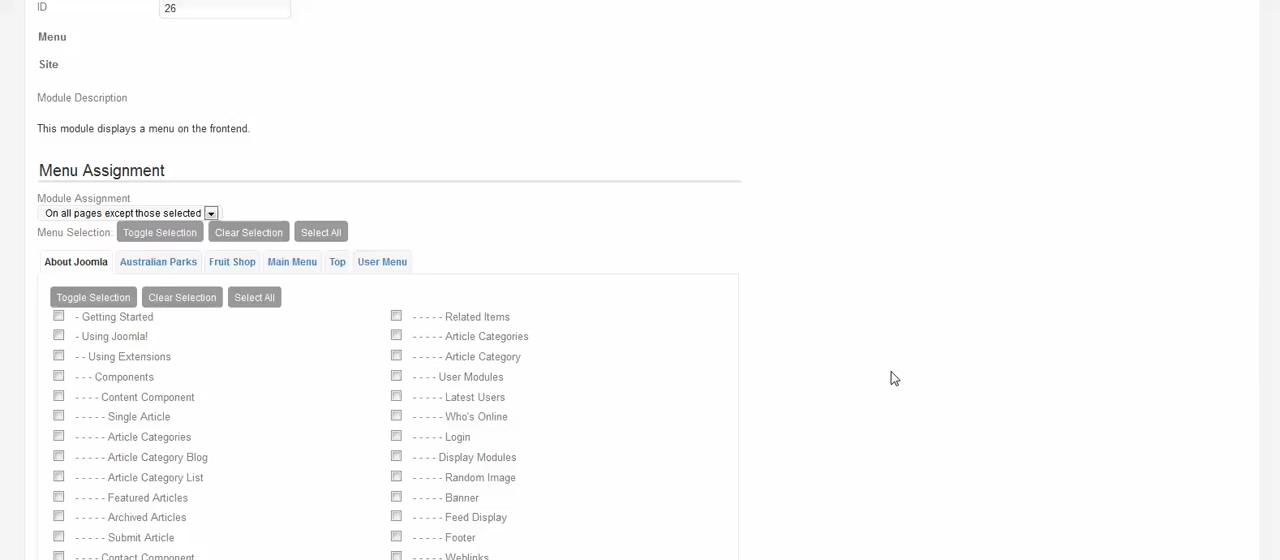 ID 26
Menu
Site
Module Description
This module displays a menu on the frontend.
Menu Assignment
Module Assignment
On all pages except those selected
Menu Selection: Toggle Selection Clear Selection Select All
About Joomla Australian Parks Fruit Shop Main Menu Top User Menu
Toggle Selection Clear Selection Select All
- Getting Started
- Using Joomla!
- - Using Extensions
- - - Components
- - - - Content Component
- - - - - Single Article
- - - - - Article Categories
- - - - - Article Category Blog
- - - - - Article Category List
- - - - - Featured Articles
- - - - - Archived Articles
- - - - - Submit Article
- - - - Contact Component
- - - - - Related Items
- - - - - Article Categories
- - - - - Article Category
- - - - User Modules
- - - - - Latest Users
- - - - - Who's Online
- - - - - Login
- - - - Display Modules
- - - - - Random Image
- - - - - Banner
- - - - - Feed Display
- - - - - Footer
- - - - - Weblinks